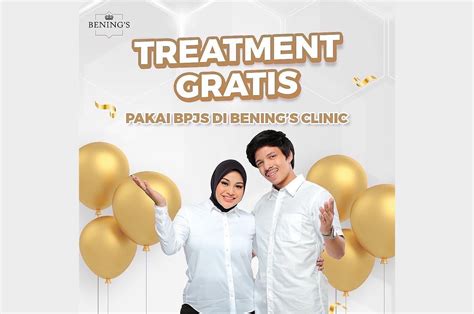 BENING'S
TREATMENT
GRATIS
PAKAI BPJS DI BENING'S CLINIC